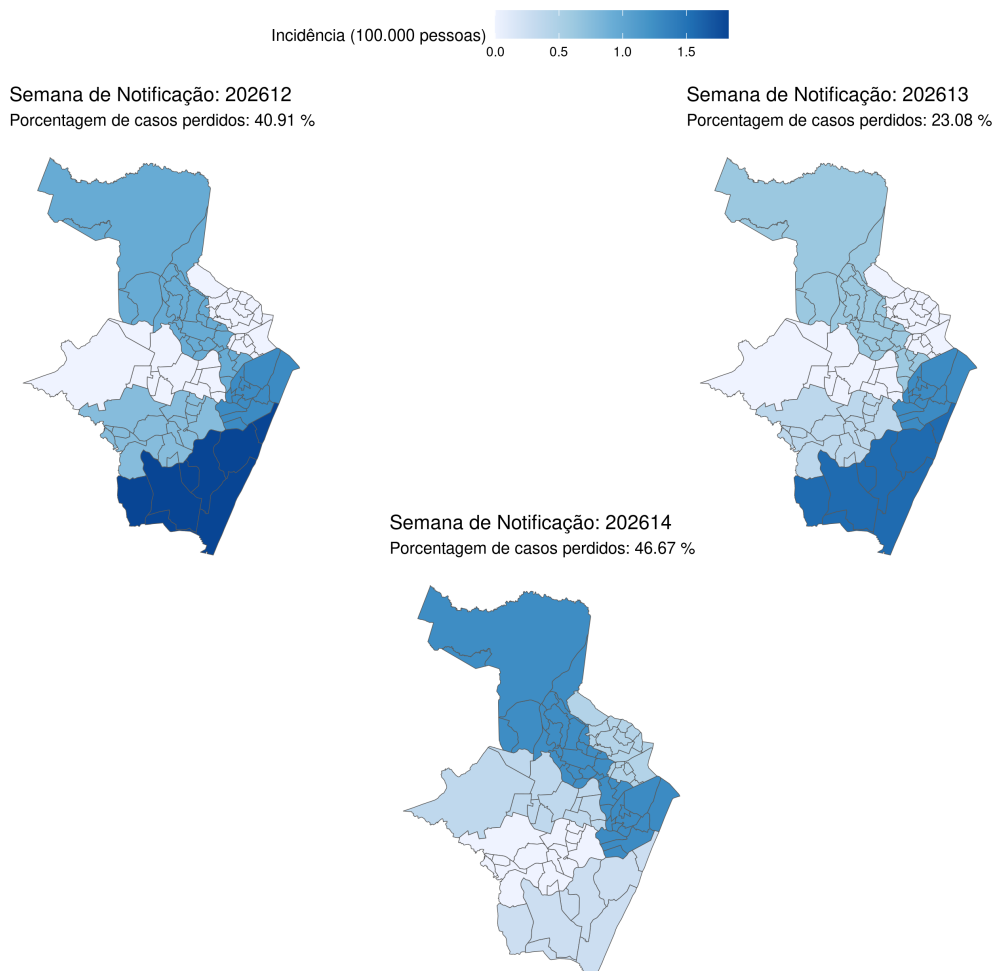 Incidência (100.000 pessoas)
0.0 0.5 1.0 1.5
Semana de Notificação: 202612
Porcentagem de casos perdidos: 40.91 %
Semana de Notificação: 202613
Porcentagem de casos perdidos: 23.08 %
Semana de Notificação: 202614
Porcentagem de casos perdidos: 46.67 %